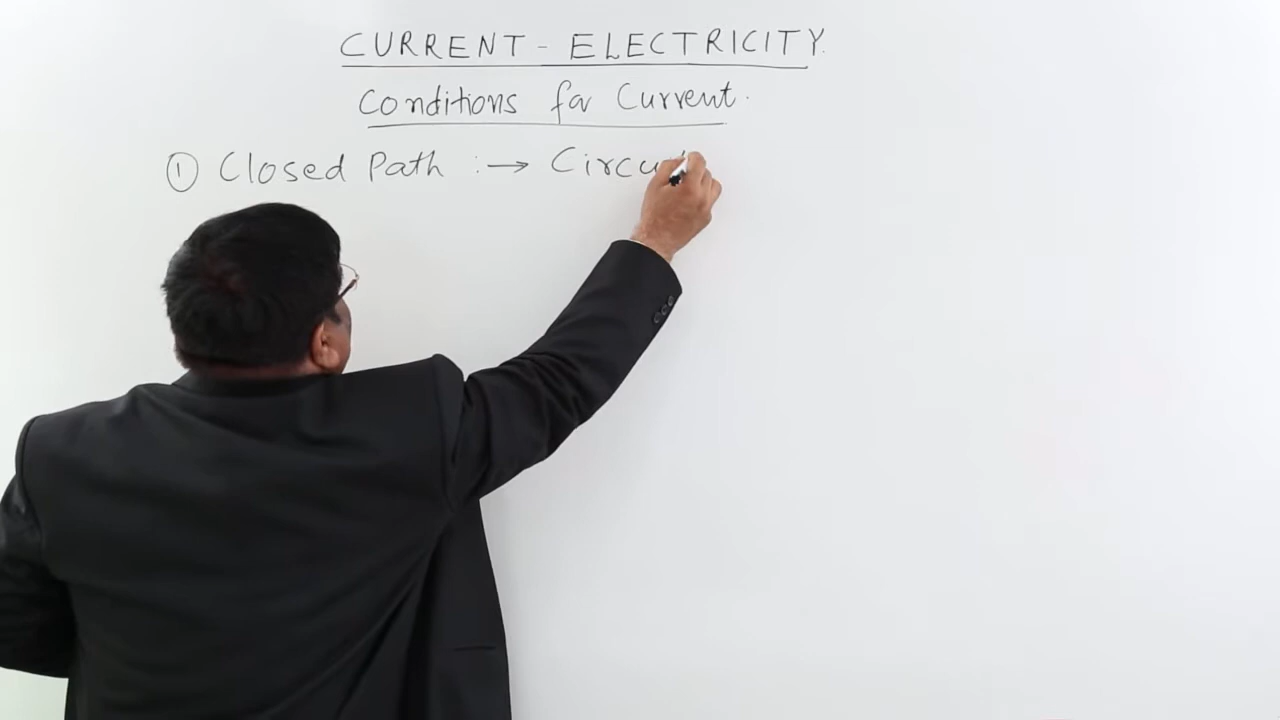 CURRENT - ELECTRICITY.
Conditions for Current.
① Closed Path :→ Circu